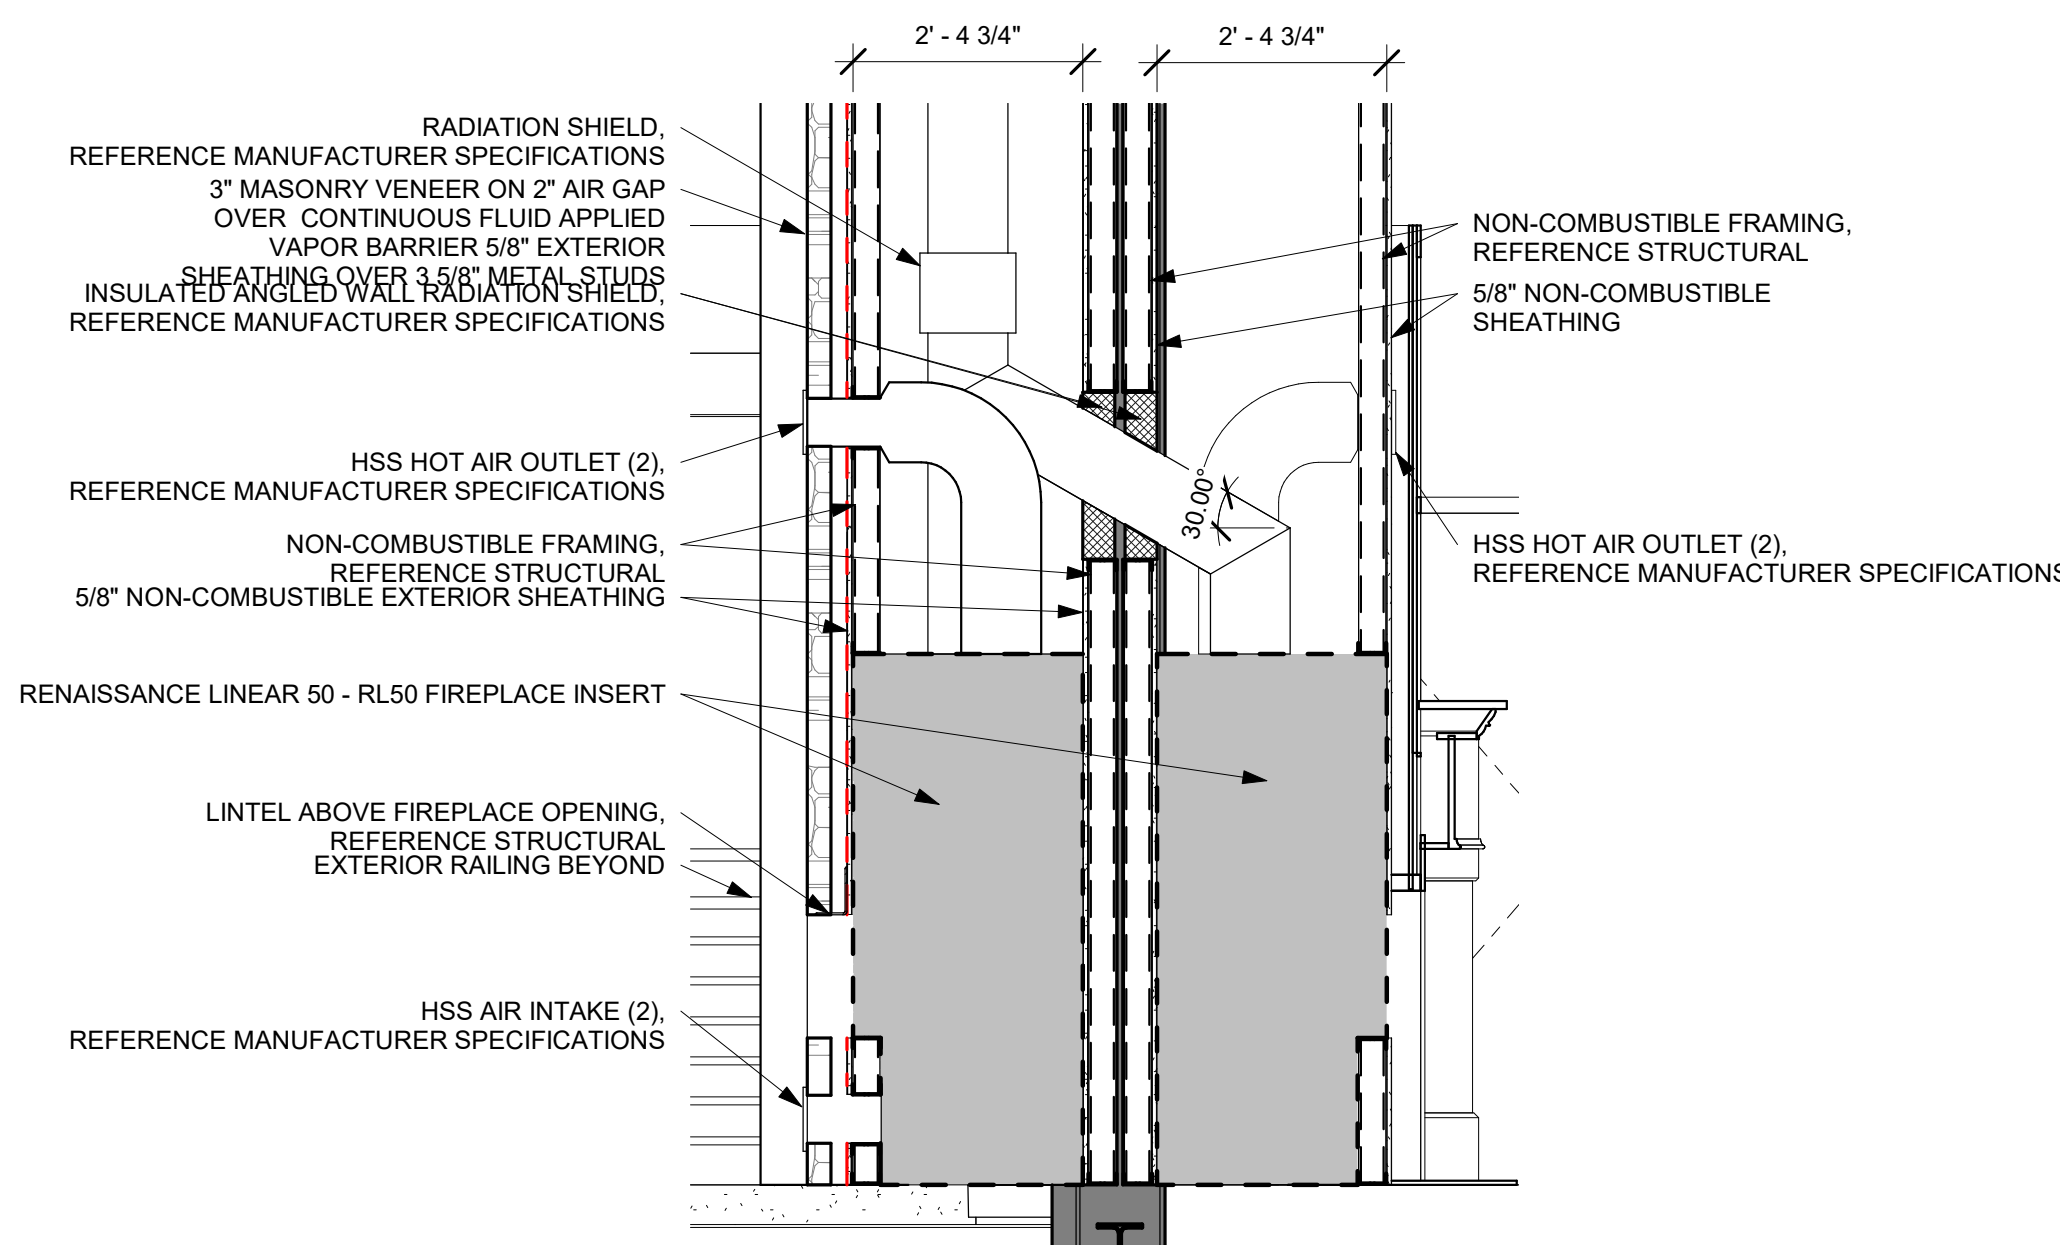 2' - 4 3/4"
2' - 4 3/4"
RADIATION SHIELD,
REFERENCE MANUFACTURER SPECIFICATIONS
3" MASONRY VENEER ON 2" AIR GAP
OVER CONTINUOUS FLUID APPLIED
VAPOR BARRIER 5/8" EXTERIOR
SHEATHING OVER 3 5/8" METAL STUDS
INSULATED ANGLED WALL RADIATION SHIELD,
REFERENCE MANUFACTURER SPECIFICATIONS
HSS HOT AIR OUTLET (2),
REFERENCE MANUFACTURER SPECIFICATIONS
NON-COMBUSTIBLE FRAMING,
REFERENCE STRUCTURAL
5/8" NON-COMBUSTIBLE EXTERIOR SHEATHING
RENAISSANCE LINEAR 50 - RL50 FIREPLACE INSERT
LINTEL ABOVE FIREPLACE OPENING,
REFERENCE STRUCTURAL
EXTERIOR RAILING BEYOND
HSS AIR INTAKE (2),
REFERENCE MANUFACTURER SPECIFICATIONS
30.00°
NON-COMBUSTIBLE FRAMING,
REFERENCE STRUCTURAL
5/8" NON-COMBUSTIBLE
SHEATHING
HSS HOT AIR OUTLET (2),
REFERENCE MANUFACTURER SPECIFICATIONS